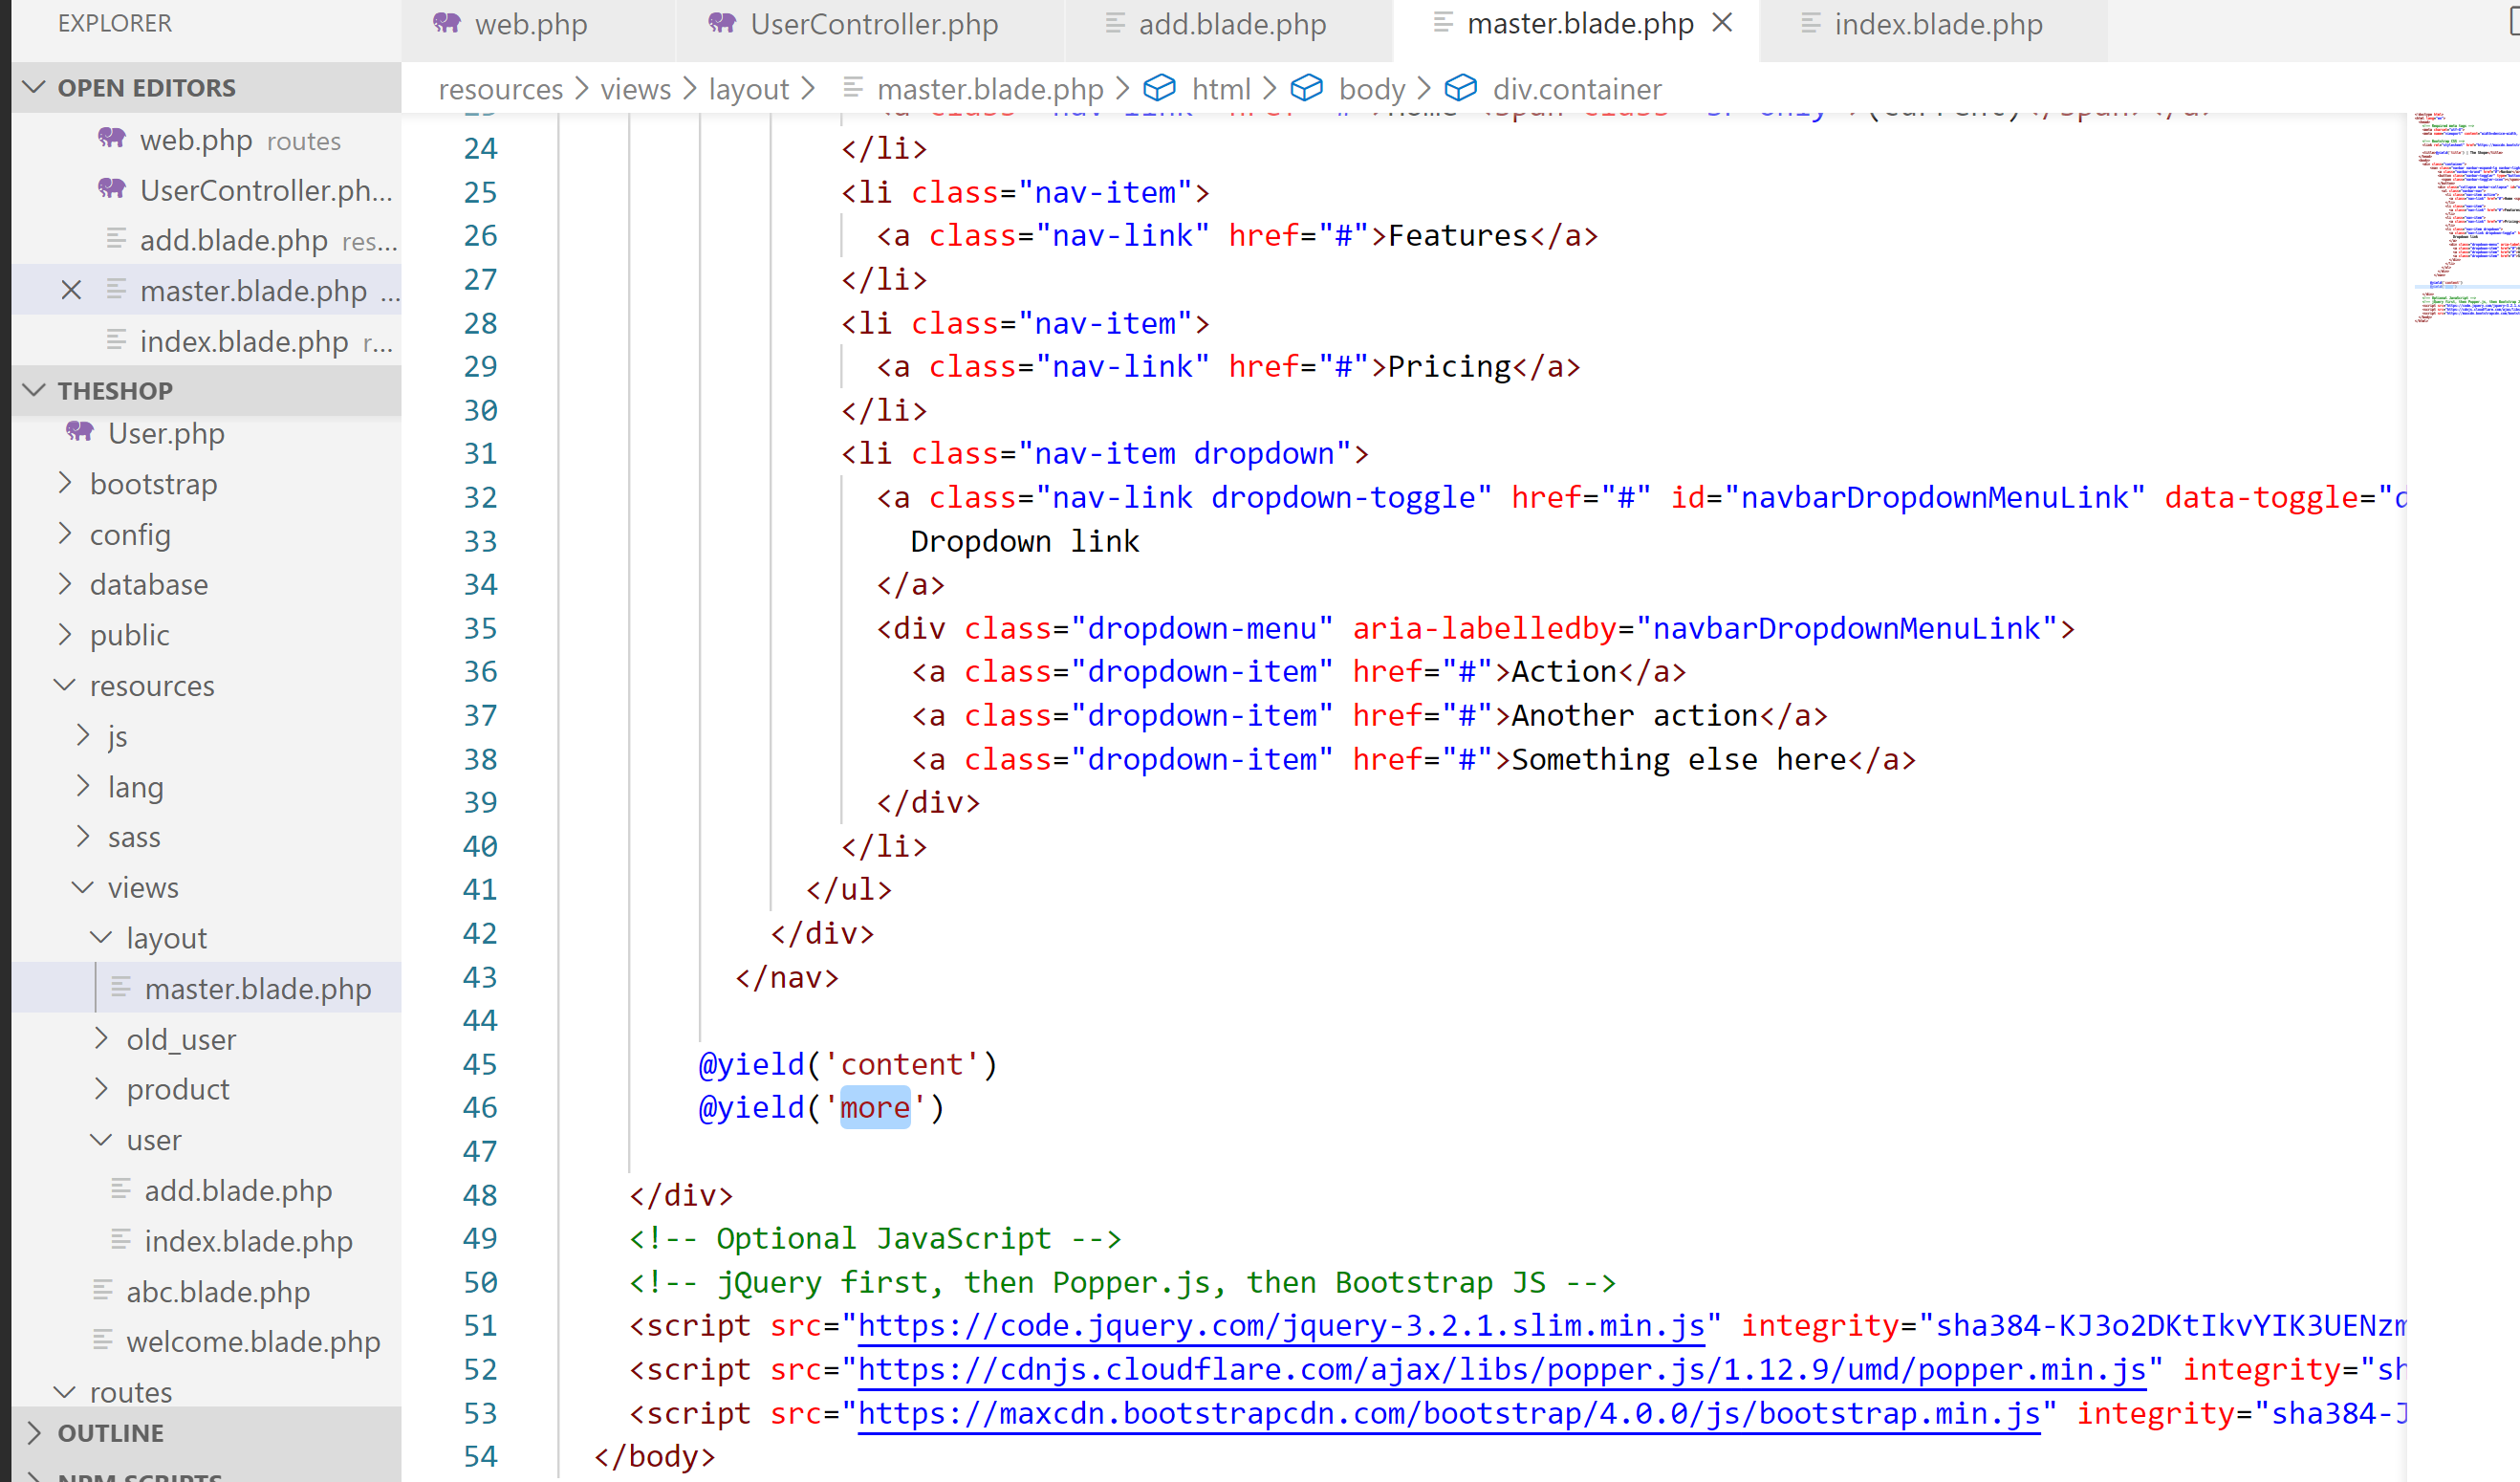 EXPLORER
OPEN EDITORS
web.php routes
UserController.ph...
add.blade.php res...
master.blade.php ...
index.blade.php r...
THESHOP
User.php
bootstrap
config
database
public
resources
js
lang
sass
views
layout
master.blade.php
old_user
product
user
add.blade.php
index.blade.php
abc.blade.php
welcome.blade.php
routes
OUTLINE
NPM SCRIPTS
web.php UserController.php add.blade.php master.blade.php index.blade.php
resources > views > layout > master.blade.php > html > body > div.container
24 </li>
25 <li class="nav-item">
26 <a class="nav-link" href="#">Features</a>
27 </li>
28 <li class="nav-item">
29 <a class="nav-link" href="#">Pricing</a>
30 </li>
31 <li class="nav-item dropdown">
32 <a class="nav-link dropdown-toggle" href="#" id="navbarDropdownMenuLink" data-toggle="d
33 Dropdown link
34 </a>
35 <div class="dropdown-menu" aria-labelledby="navbarDropdownMenuLink">
36 <a class="dropdown-item" href="#">Action</a>
37 <a class="dropdown-item" href="#">Another action</a>
38 <a class="dropdown-item" href="#">Something else here</a>
39 </div>
40 </li>
41 </ul>
42 </div>
43 </nav>
44
45 @yield('content')
46 @yield('more')
47
48 </div>
49 <!-- Optional JavaScript -->
50 <!-- jQuery first, then Popper.js, then Bootstrap JS -->
51 <script src="https://code.jquery.com/jquery-3.2.1.slim.min.js" integrity="sha384-KJ3o2DKtIkvYIK3UENzm
52 <script src="https://cdnjs.cloudflare.com/ajax/libs/popper.js/1.12.9/umd/popper.min.js" integrity="sh
53 <script src="https://maxcdn.bootstrapcdn.com/bootstrap/4.0.0/js/bootstrap.min.js" integrity="sha384-J
54 </body>